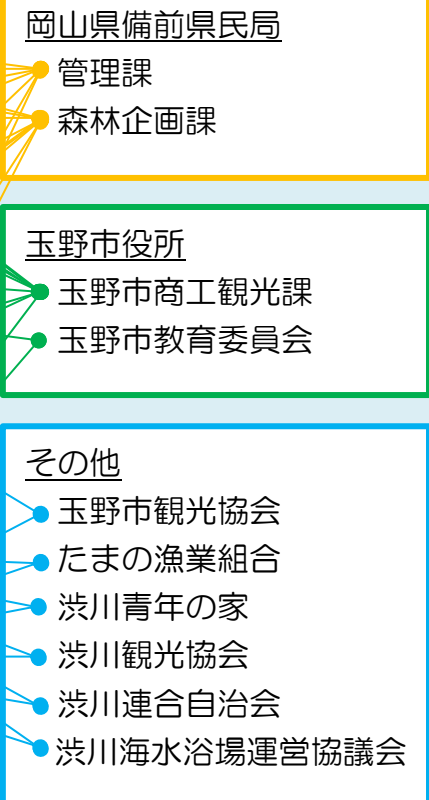 岡山県備前県民局
管理課
森林企画課
玉野市役所
玉野市商工観光課
玉野市教育委員会
その他
玉野市観光協会
たまの漁業組合
渋川青年の家
渋川観光協会
渋川連合自治会
渋川海水浴場運営協議会